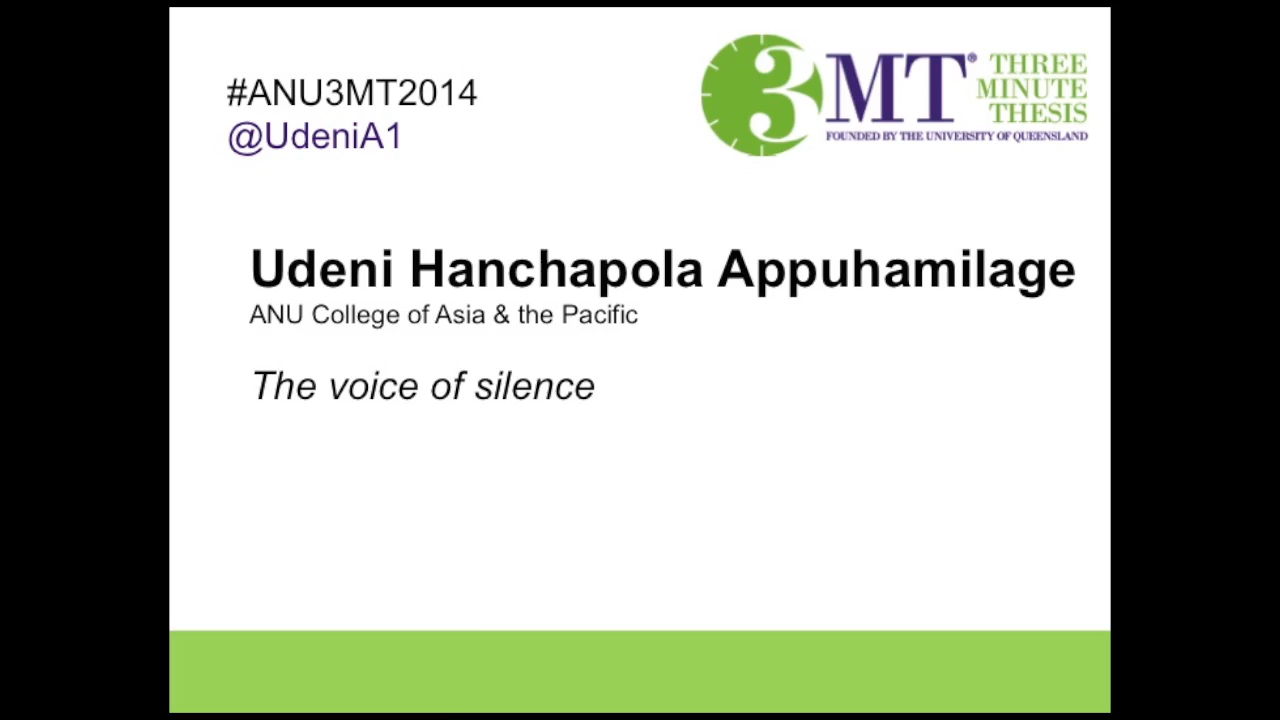 #ANU3MT2014
@UdeniA1
3MT® THREE
MINUTE
THESIS
FOUNDED BY THE UNIVERSITY OF QUEENSLAND
Udeni Hanchapola Appuhamilage
ANU College of Asia & the Pacific
The voice of silence